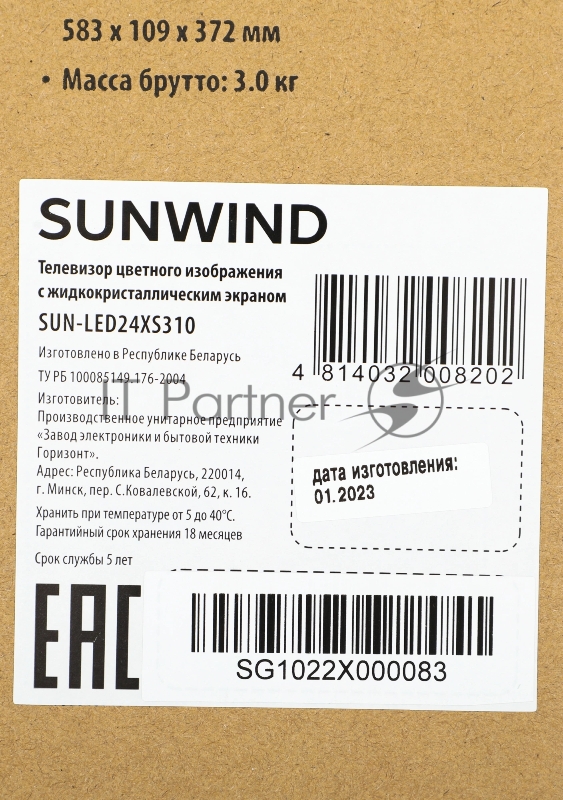 583 x 109 x 372 мм
• Масса брутто: 3.0 кг
SUNWIND
Телевизор цветного изображения
с жидкокристаллическим экраном
SUN-LED24XS310
Изготовлено в Республике Беларусь
ТУ РБ 100085149.176-2004
Изготовитель:
Производственное унитарное предприятие
«Завод электроники и бытовой техники
Горизонт».
Адрес: Республика Беларусь, 220014,
г. Минск, пер. С.Ковалевской, 62, к. 16.
Хранить при температуре от 5 до 40°С.
Гарантийный срок хранения 18 месяцев
Срок службы 5 лет
4 814032 008202
IT Partner
дата изготовления:
01.2023
EAC
SG1022X000083